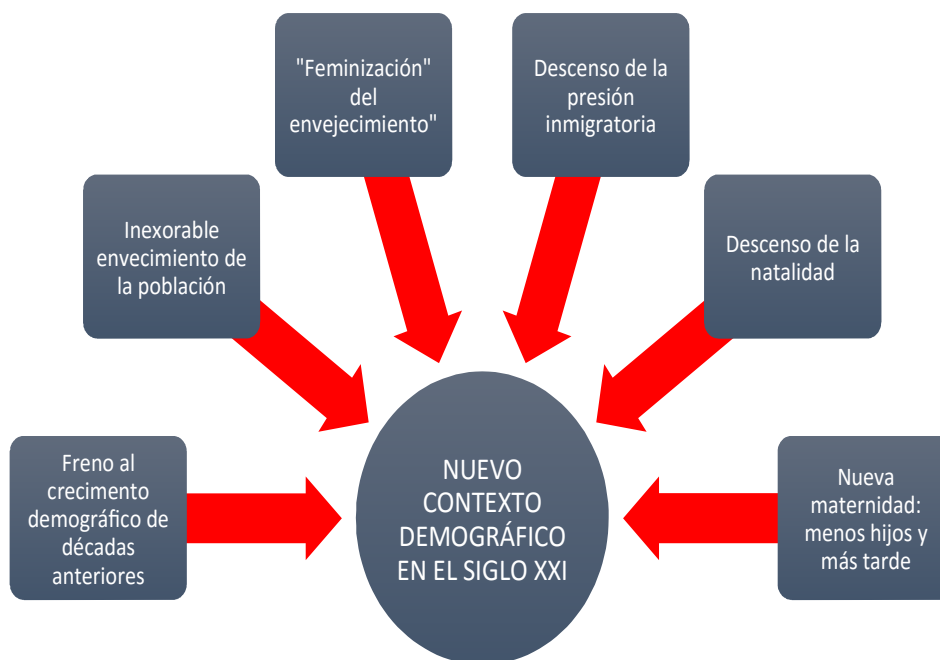 "Feminización"
del
envejecimiento"
Descenso de la
presión
inmigratoria
Inexorable
envecimiento de
la población
Descenso de la
natalidad
Freno al
crecimento
demográfico de
décadas
anteriores
NUEVO
CONTEXTO
DEMOGRÁFICO
EN EL SIGLO XXI
Nueva
maternidad:
menos hijos y
más tarde